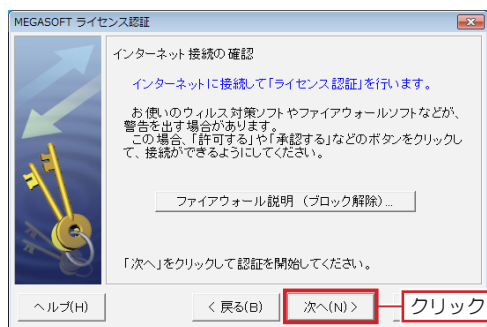 MEGASOFT ライセンス認証
インターネット接続の確認
インターネットに接続して「ライセンス認証」を行います。
お使いのウィルス対策ソフトやファイアウォールソフトなどが、
警告を出す場合があります。
この場合、「許可する」や「承認する」などのボタンをクリックし
て、接続ができるようにしてください。
ファイアウォール説明（ブロック解除）...
「次へ」をクリックして認証を開始してください。
ヘルプ(H)
< 戻る(B)
次へ(N) >
クリック